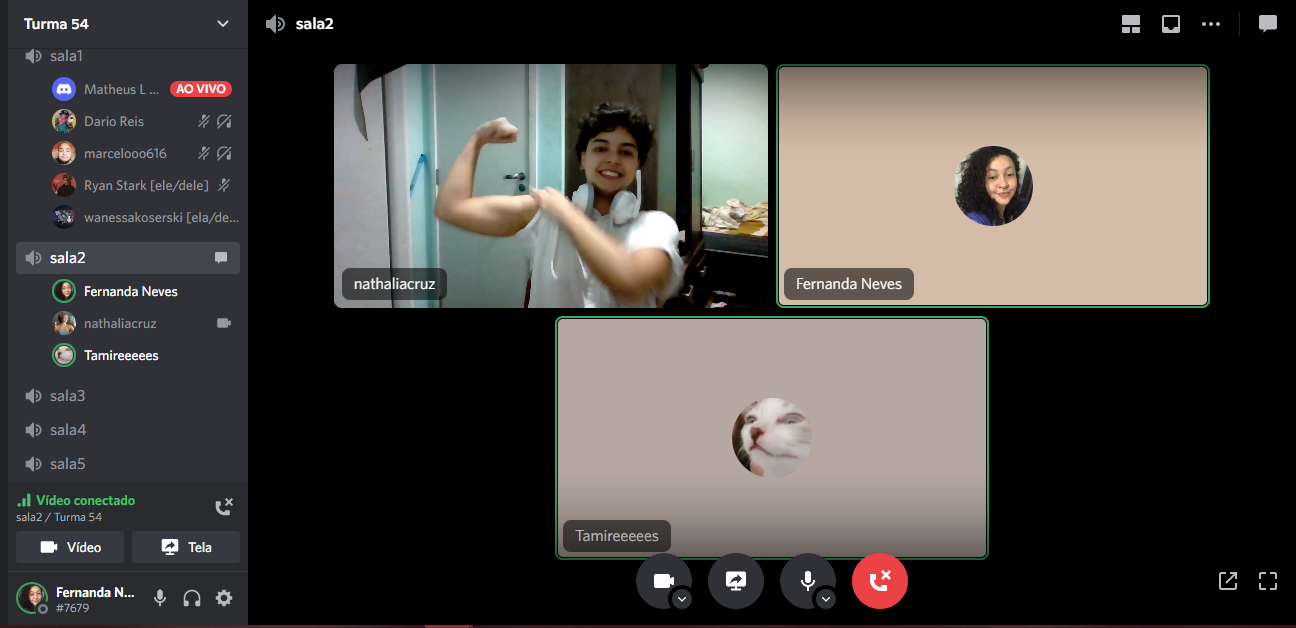 Turma 54
sala1
Matheus L ... AO VIVO
Dario Reis
marcelooo616
Ryan Stark [ele/dele]
wanessakoserski [ela/de...
sala2
Fernanda Neves
nathaliacruz
Tamireeeees
sala3
sala4
sala5
Vídeo conectado
sala2 / Turma 54
Vídeo
Tela
Fernanda N...
#7679
sala2
nathaliacruz
Fernanda Neves
Tamireeeees